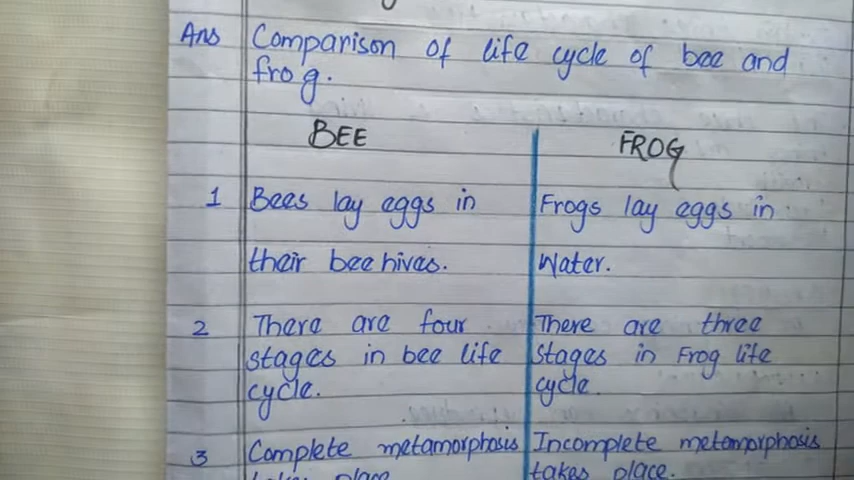 Ans Comparison of life cycle of bee and
frog.
BEE FROG
1 Bees lay eggs in Frogs lay eggs in
their bee hives. Water.
2 There are four There are three
stages in bee life stages in Frog life
cycle. cycle.
3 Complete metamorphosis Incomplete metamorphosis
takes place. takes place.